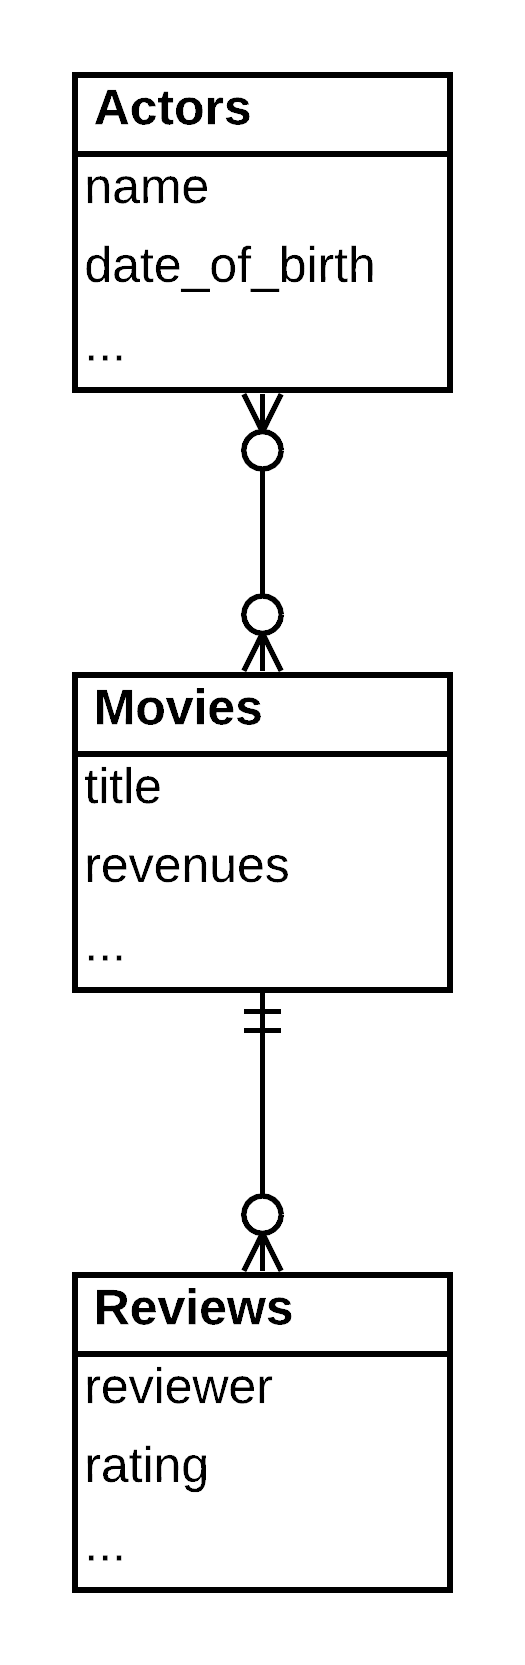 Actors
name
date_of_birth
...
Movies
title
revenues
...
Reviews
reviewer
rating
...